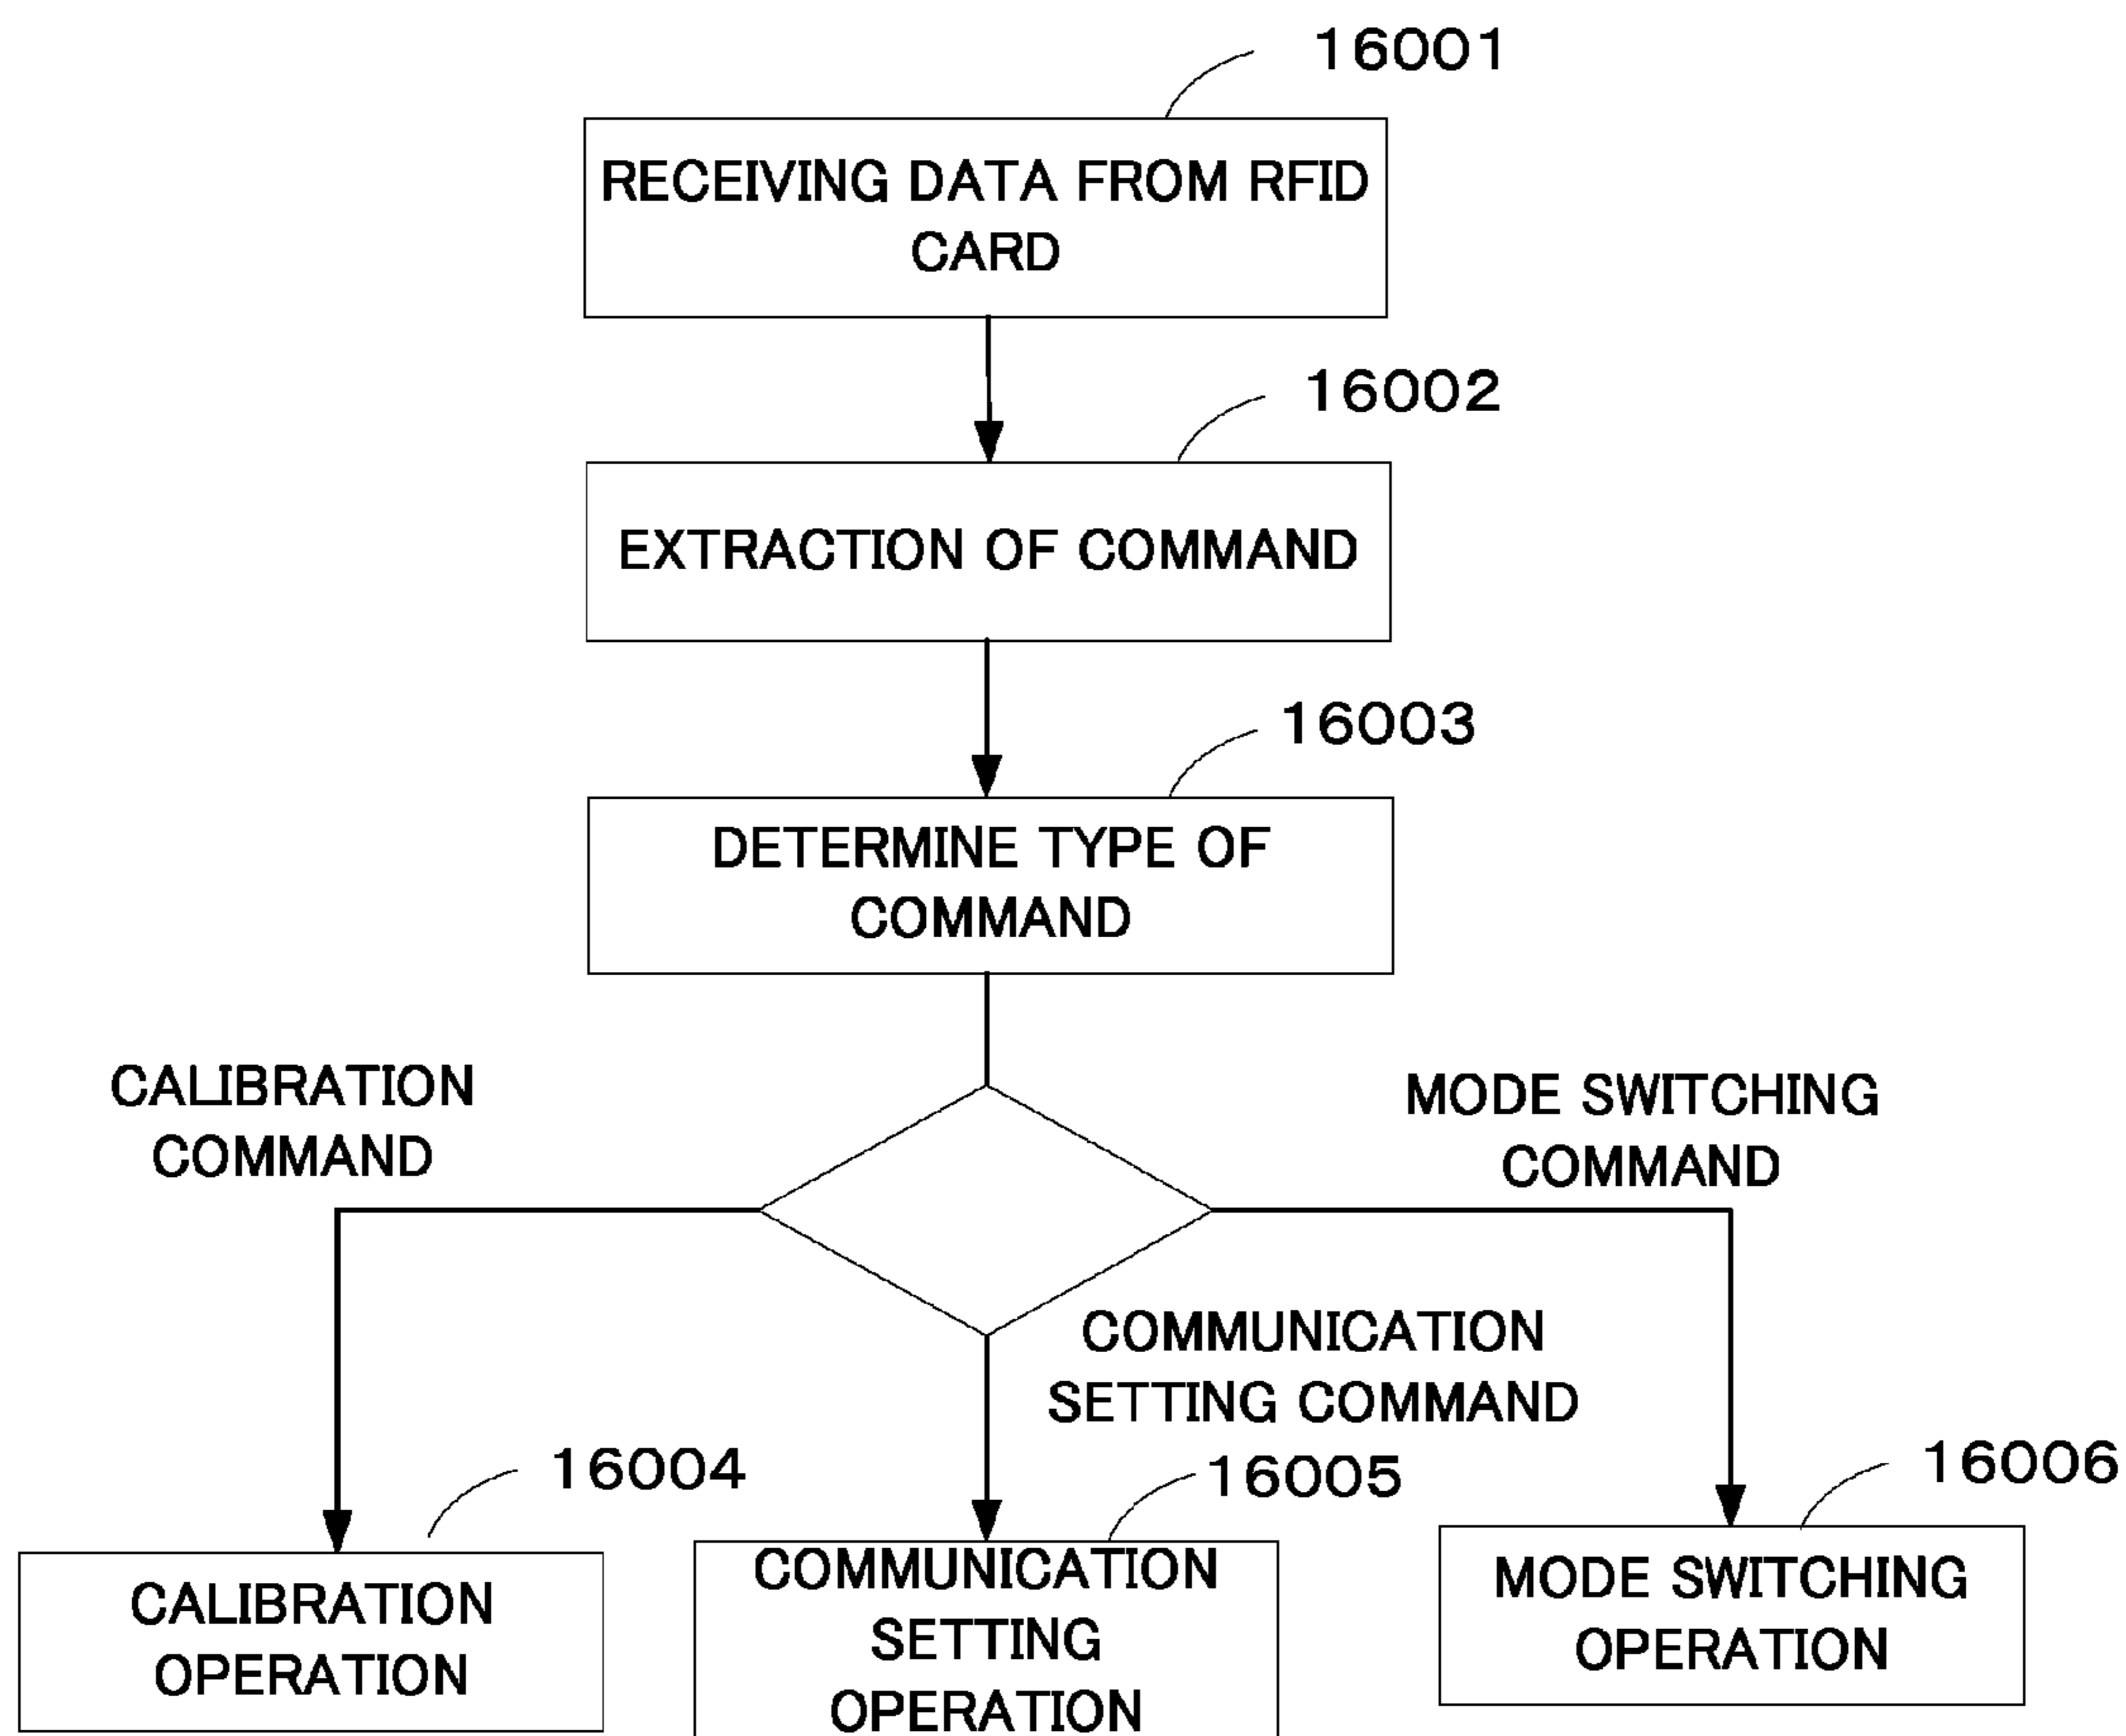 16001
RECEIVING DATA FROM RFID
CARD
16002
EXTRACTION OF COMMAND
16003
DETERMINE TYPE OF
COMMAND
CALIBRATION
COMMAND
MODE SWITCHING
COMMAND
COMMUNICATION
SETTING COMMAND
16004
CALIBRATION
OPERATION
16005
COMMUNICATION
SETTING
OPERATION
16006
MODE SWITCHING
OPERATION